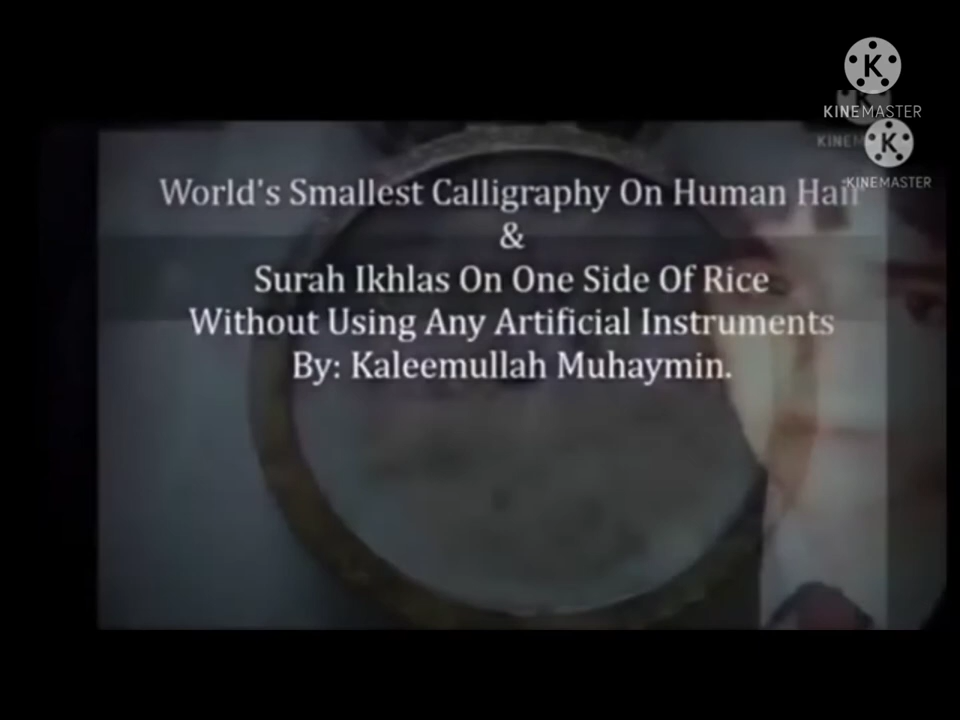 KINEMASTER
KINEM
KINEMASTER
World's Smallest Calligraphy On Human Hair
&
Surah Ikhlas On One Side Of Rice
Without Using Any Artificial Instruments
By: Kaleemullah Muhaymin.